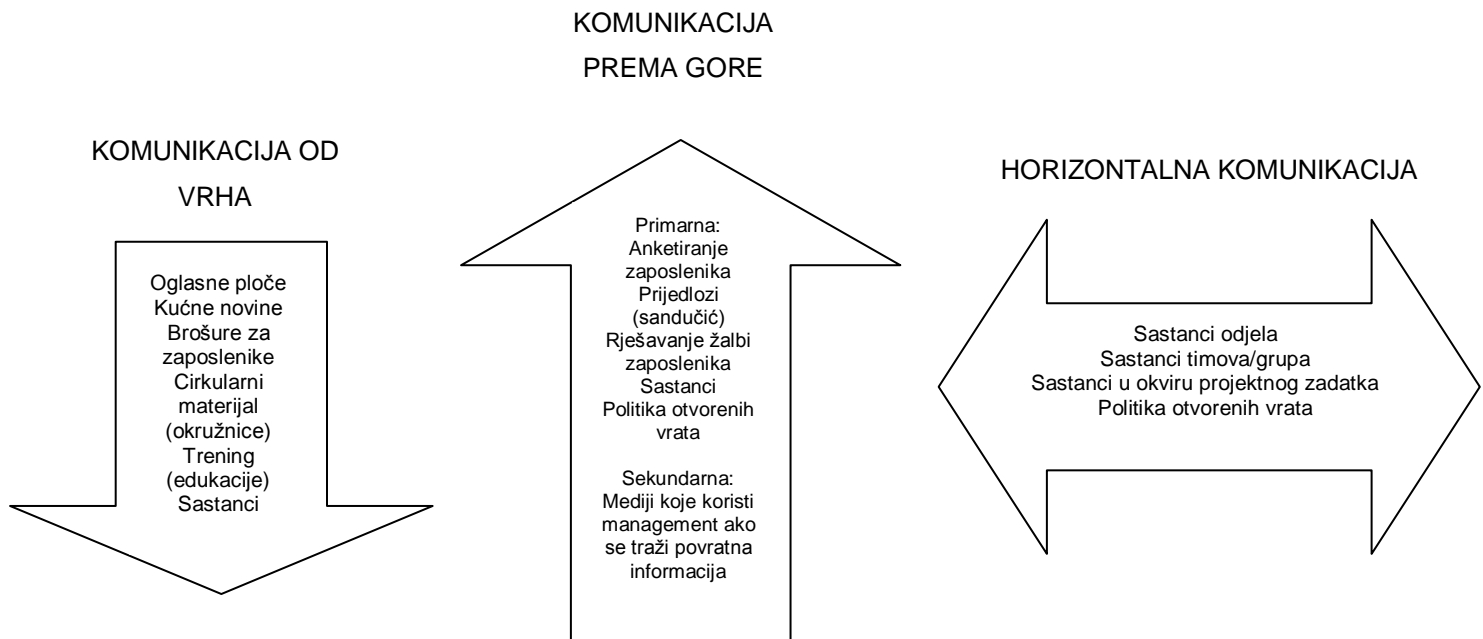 KOMUNIKACIJA OD
VRHA
Oglasne ploče
Kućne novine
Brošure za
zaposlenike
Cirkularni
materijal
(okružnice)
Trening
(edukacije)
Sastanci
KOMUNIKACIJA
PREMA GORE
Primarna:
Anketiranje
zaposlenika
Prijedlozi
(sandučić)
Rješavanje žalbi
zaposlenika
Sastanci
Politika otvorenih
vrata
Sekundarna:
Mediji koje koristi
management ako
se traži povratna
informacija
HORIZONTALNA KOMUNIKACIJA
Sastanci odjela
Sastanci timova/grupa
Sastanci u okviru projektnog zadatka
Politika otvorenih vrata